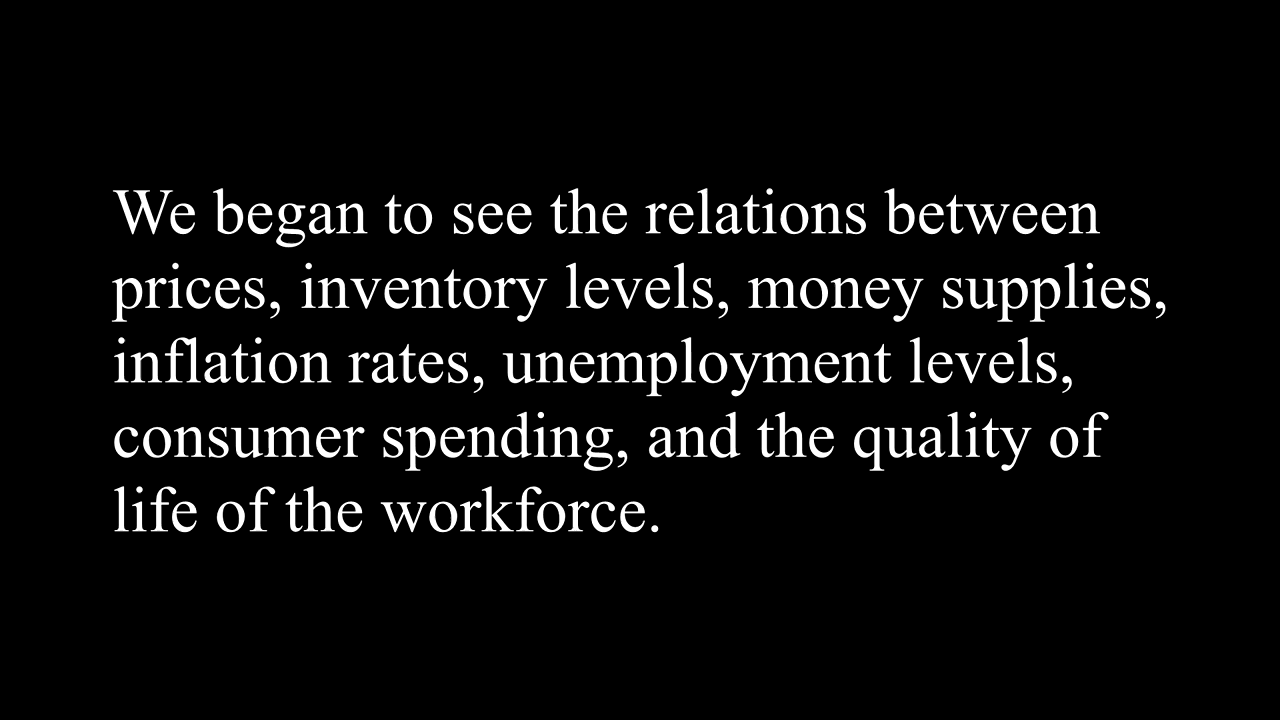 We began to see the relations between
prices, inventory levels, money supplies,
inflation rates, unemployment levels,
consumer spending, and the quality of
life of the workforce.